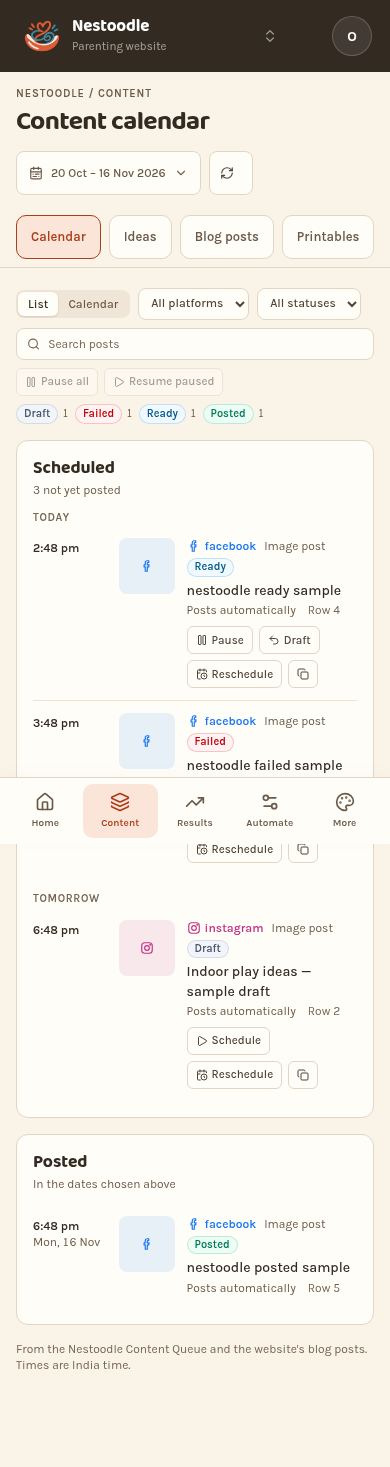 Nestoodle
Parenting website
O
NESTOODLE / CONTENT
Content calendar
20 Oct – 16 Nov 2026
Calendar
Ideas
Blog posts
Printables
List
Calendar
All platforms
All statuses
Search posts
Pause all
Resume paused
Draft 1 Failed 1 Ready 1 Posted 1
Scheduled
3 not yet posted
TODAY
2:48 pm
facebook Image post
Ready
nestoodle ready sample
Posts automatically Row 4
Pause
Draft
Reschedule
3:48 pm
facebook Image post
Failed
nestoodle failed sample
Home
Content
Results
Automate
More
Reschedule
TOMORROW
6:48 pm
instagram Image post
Draft
Indoor play ideas —
sample draft
Posts automatically Row 2
Schedule
Reschedule
Posted
In the dates chosen above
6:48 pm
Mon, 16 Nov
facebook Image post
Posted
nestoodle posted sample
Posts automatically Row 5
From the Nestoodle Content Queue and the website's blog posts.
Times are India time.